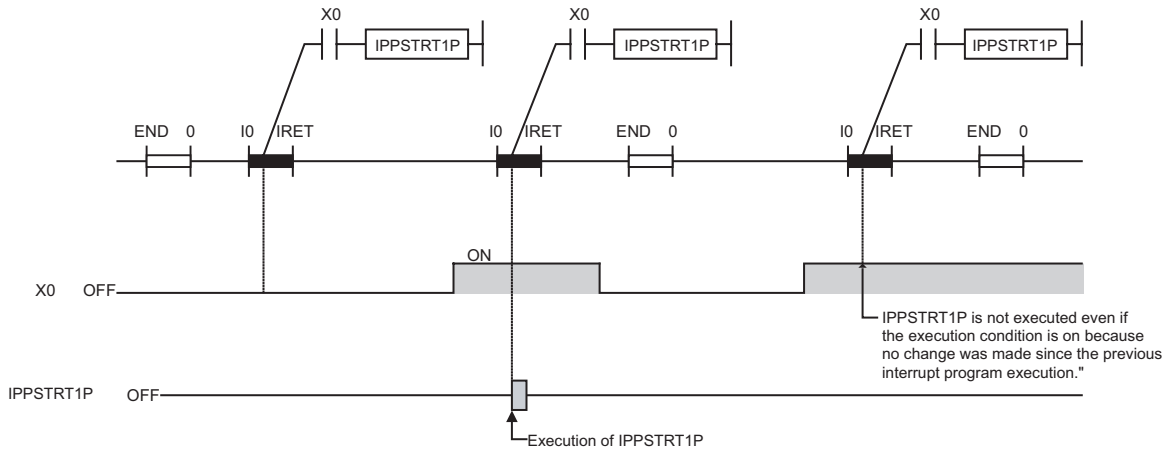 X0 X0 X0
IPPSTRT1P IPPSTRT1P IPPSTRT1P
END 0 I0 IRET I0 IRET END 0 I0 IRET END 0
ON
X0 OFF
IPPSTRT1P is not executed even if
the execution condition is on because
no change was made since the previous
interrupt program execution."
IPPSTRT1P OFF
Execution of IPPSTRT1P